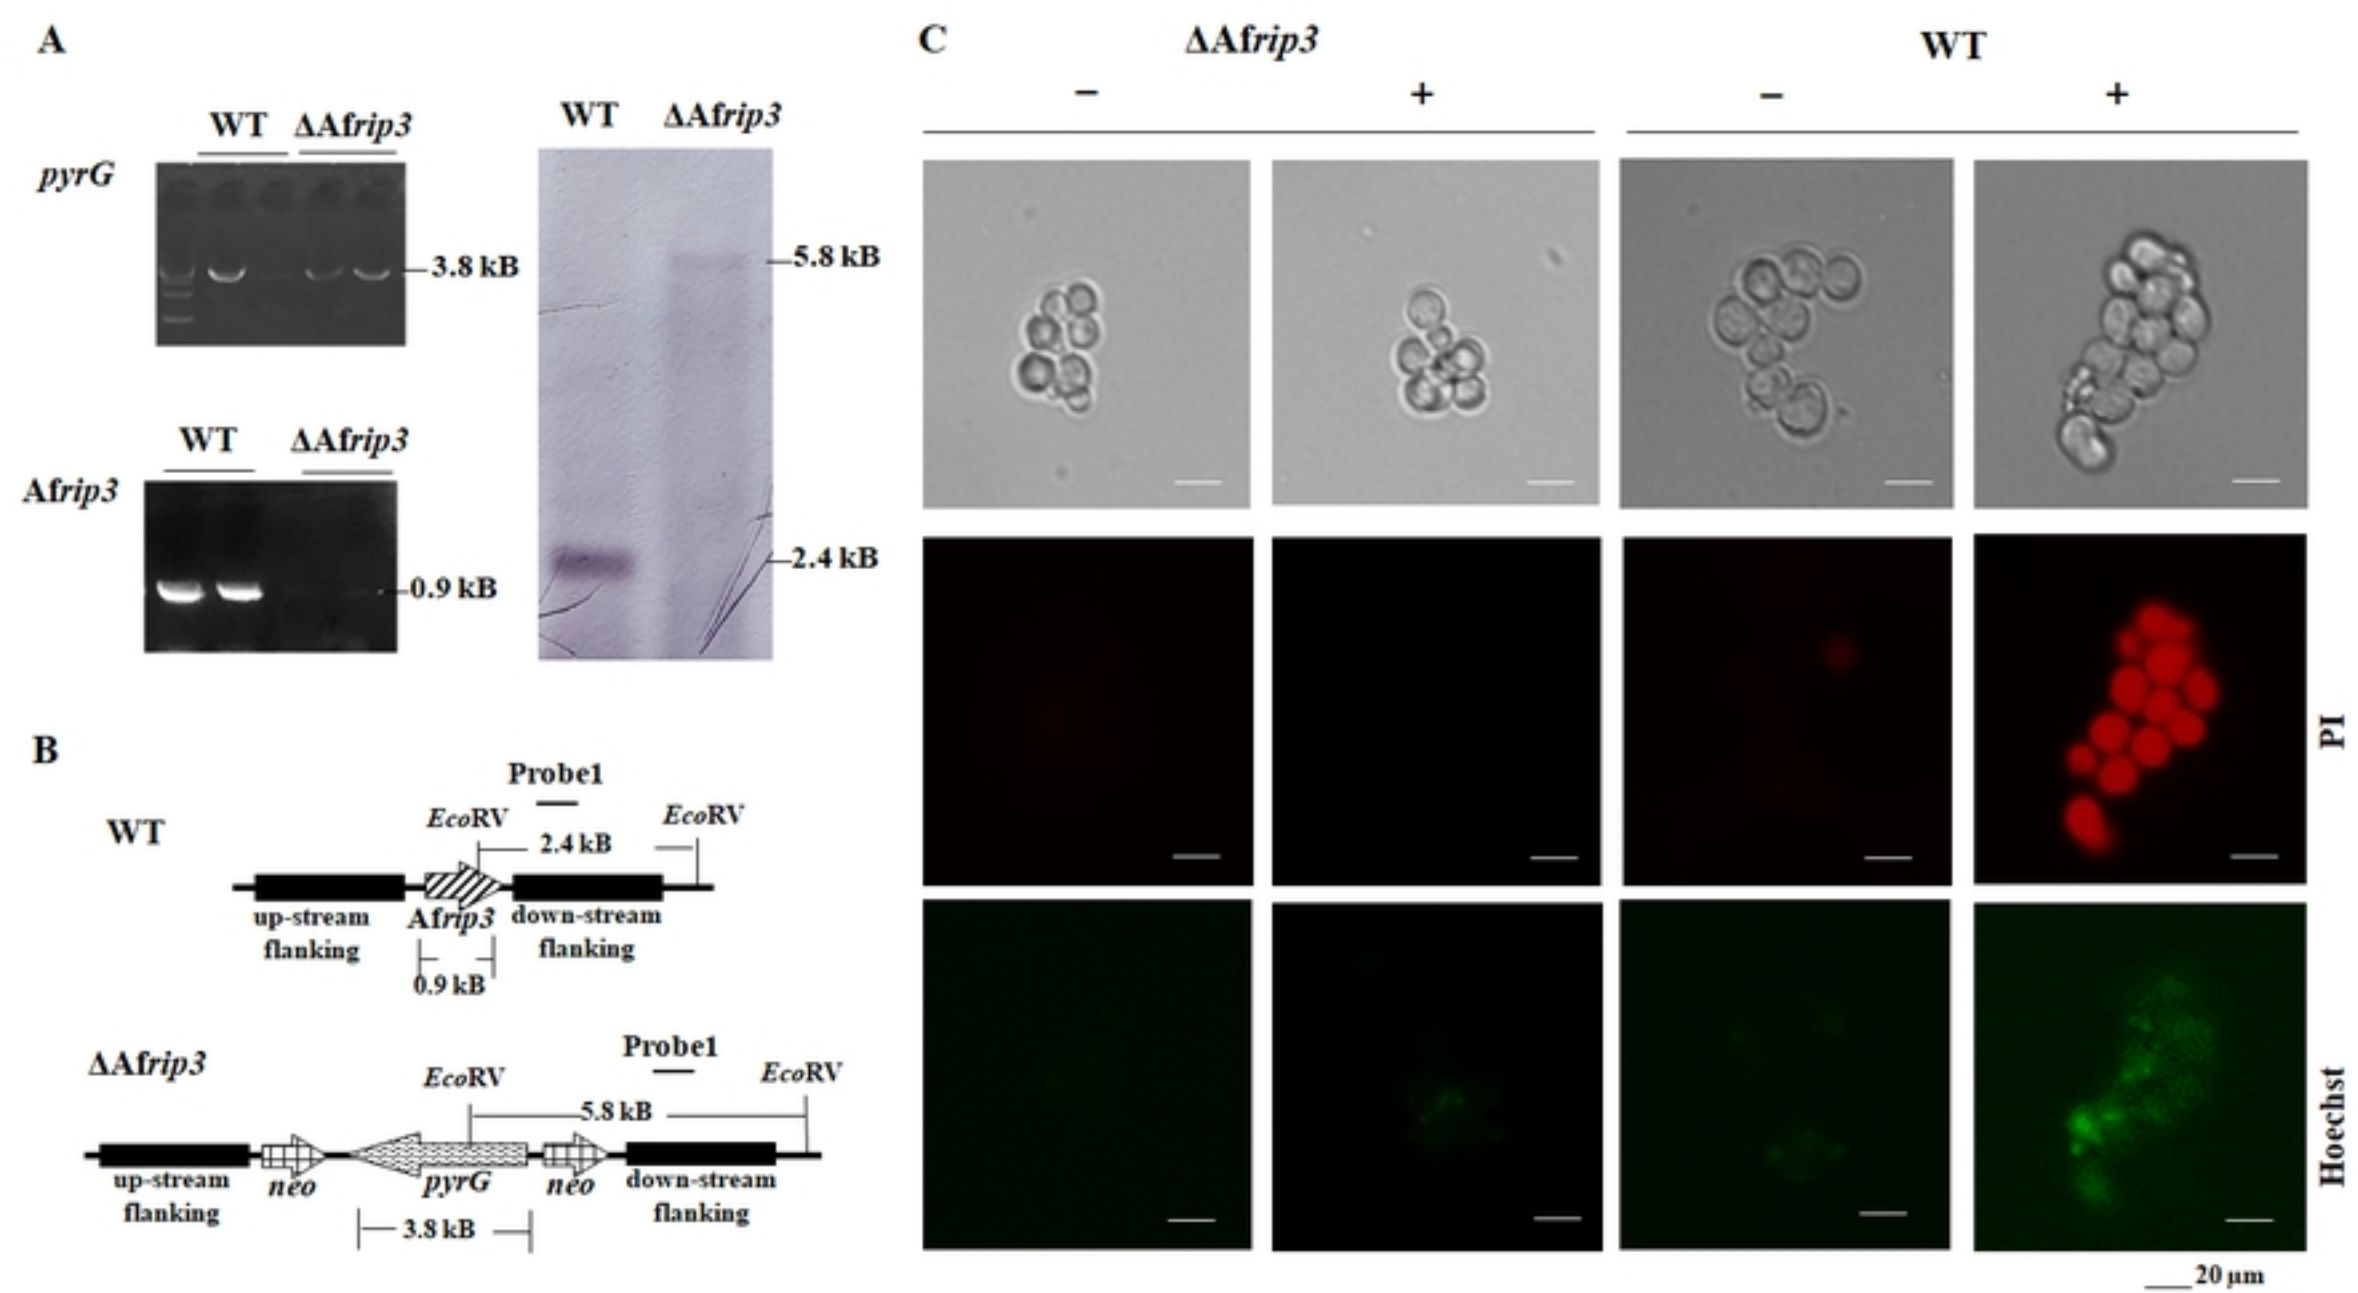 A
WT ΔAfrip3
pyrG
3.8 kB
WT ΔAfrip3
Afrip3
0.9 kB
WT ΔAfrip3
5.8 kB
2.4 kB
B
WT
Probe1
EcoRV EcoRV
2.4 kB
up-stream flanking
Afrip3
down-stream flanking
0.9 kB
ΔAfrip3
Probe1
EcoRV EcoRV
5.8 kB
up-stream flanking
neo
pyrG
neo
down-stream flanking
3.8 kB
C
ΔAfrip3 WT
− + − +
PI
Hoechst
20 μm